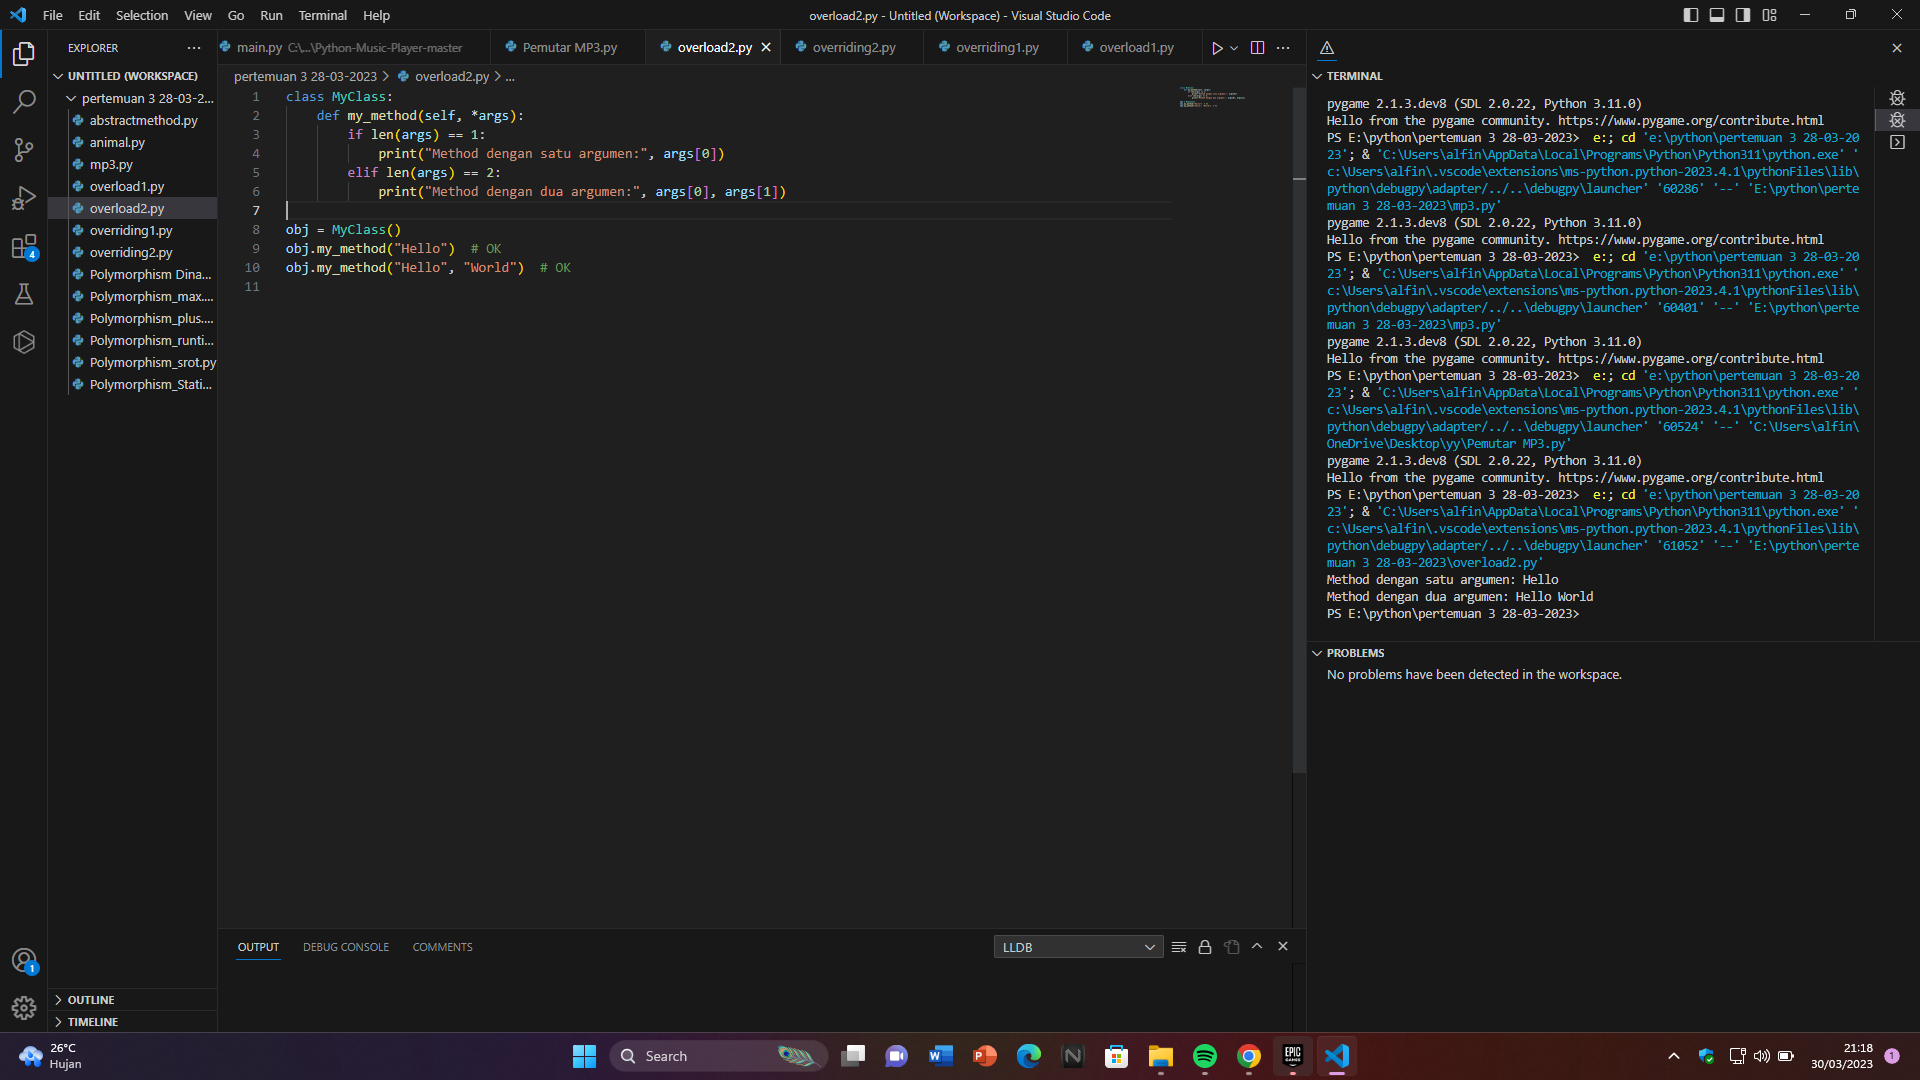 File Edit Selection View Go Run Terminal Help
overload2.py - Untitled (Workspace) - Visual Studio Code
EXPLORER
UNTITLED (WORKSPACE)
pertemuan 3 28-03-2...
abstractmethod.py
animal.py
mp3.py
overload1.py
overload2.py
overriding1.py
overriding2.py
Polymorphism Dina...
Polymorphism_max....
Polymorphism_plus....
Polymorphism_runti...
Polymorphism_srot.py
Polymorphism_Stati...
OUTLINE
TIMELINE
4
1
main.py C:\...\Python-Music-Player-master
Pemutar MP3.py
overload2.py
overriding2.py
overriding1.py
overload1.py
pertemuan 3 28-03-2023 > overload2.py > ...
1 class MyClass:
2 def my_method(self, *args):
3 if len(args) == 1:
4 print("Method dengan satu argumen:", args[0])
5 elif len(args) == 2:
6 print("Method dengan dua argumen:", args[0], args[1])
7
8 obj = MyClass()
9 obj.my_method("Hello") # OK
10 obj.my_method("Hello", "World") # OK
11
OUTPUT DEBUG CONSOLE COMMENTS
LLDB
TERMINAL
pygame 2.1.3.dev8 (SDL 2.0.22, Python 3.11.0)
Hello from the pygame community. https://www.pygame.org/contribute.html
PS E:\python\pertemuan 3 28-03-2023> e:; cd 'e:\python\pertemuan 3 28-03-20
23'; & 'C:\Users\alfin\AppData\Local\Programs\Python\Python311\python.exe' '
c:\Users\alfin\.vscode\extensions\ms-python.python-2023.4.1\pythonFiles\lib\
python\debugpy\adapter/../..\debugpy\launcher' '60286' '--' 'E:\python\perte
muan 3 28-03-2023\mp3.py'
pygame 2.1.3.dev8 (SDL 2.0.22, Python 3.11.0)
Hello from the pygame community. https://www.pygame.org/contribute.html
PS E:\python\pertemuan 3 28-03-2023> e:; cd 'e:\python\pertemuan 3 28-03-20
23'; & 'C:\Users\alfin\AppData\Local\Programs\Python\Python311\python.exe' '
c:\Users\alfin\.vscode\extensions\ms-python.python-2023.4.1\pythonFiles\lib\
python\debugpy\adapter/../..\debugpy\launcher' '60401' '--' 'E:\python\perte
muan 3 28-03-2023\mp3.py'
pygame 2.1.3.dev8 (SDL 2.0.22, Python 3.11.0)
Hello from the pygame community. https://www.pygame.org/contribute.html
PS E:\python\pertemuan 3 28-03-2023> e:; cd 'e:\python\pertemuan 3 28-03-20
23'; & 'C:\Users\alfin\AppData\Local\Programs\Python\Python311\python.exe' '
c:\Users\alfin\.vscode\extensions\ms-python.python-2023.4.1\pythonFiles\lib\
python\debugpy\adapter/../..\debugpy\launcher' '60524' '--' 'C:\Users\alfin\
OneDrive\Desktop\yy\Pemutar MP3.py'
pygame 2.1.3.dev8 (SDL 2.0.22, Python 3.11.0)
Hello from the pygame community. https://www.pygame.org/contribute.html
PS E:\python\pertemuan 3 28-03-2023> e:; cd 'e:\python\pertemuan 3 28-03-20
23'; & 'C:\Users\alfin\AppData\Local\Programs\Python\Python311\python.exe' '
c:\Users\alfin\.vscode\extensions\ms-python.python-2023.4.1\pythonFiles\lib\
python\debugpy\adapter/../..\debugpy\launcher' '61052' '--' 'E:\python\perte
muan 3 28-03-2023\overload2.py'
Method dengan satu argumen: Hello
Method dengan dua argumen: Hello World
PS E:\python\pertemuan 3 28-03-2023>
PROBLEMS
No problems have been detected in the workspace.
26°C
Hujan
Search
EPIC
GAMES
21:18
30/03/2023
1